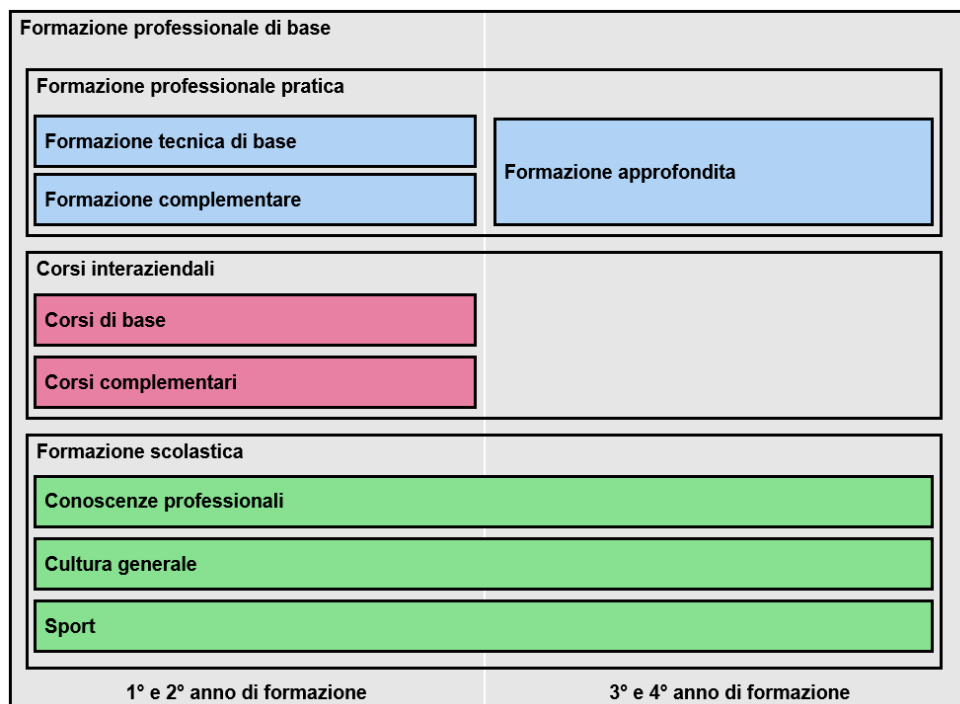 Formazione professionale di base
Formazione professionale pratica
Formazione tecnica di base
Formazione complementare
Formazione approfondita
Corsi interaziendali
Corsi di base
Corsi complementari
Formazione scolastica
Conoscenze professionali
Cultura generale
Sport
1° e 2° anno di formazione
3° e 4° anno di formazione